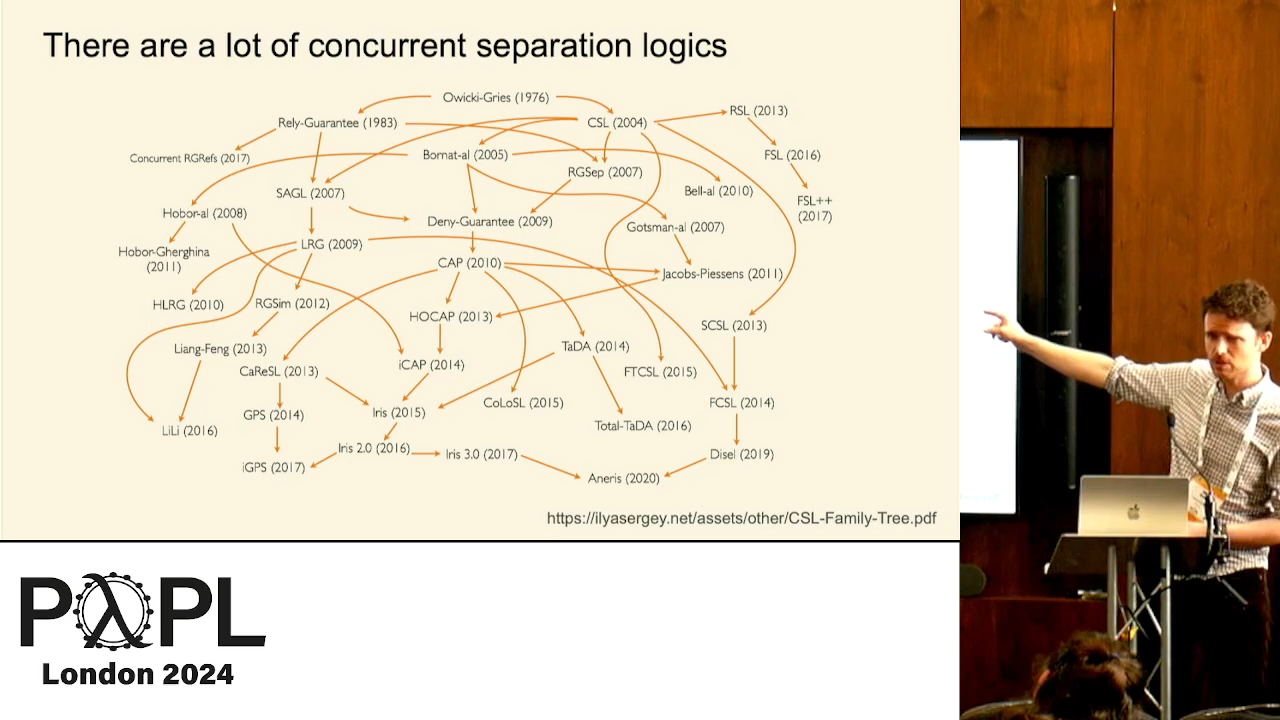 There are a lot of concurrent separation logics
Owicki-Gries (1976)
Rely-Guarantee (1983)
CSL (2004)
RSL (2013)
Concurrent RGRefs (2017)
Bornat-al (2005)
FSL (2016)
RGSep (2007)
SAGL (2007)
Bell-al (2010)
FSL++
(2017)
Hobor-al (2008)
Deny-Guarantee (2009)
Gotsman-al (2007)
Hobor-Gherghina
(2011)
LRG (2009)
CAP (2010)
Jacobs-Piessens (2011)
HLRG (2010)
RGSim (2012)
HOCAP (2013)
SCSL (2013)
Liang-Feng (2013)
TaDA (2014)
CaReSL (2013)
iCAP (2014)
FTCSL (2015)
GPS (2014)
Iris (2015)
CoLoSL (2015)
FCSL (2014)
LiLi (2016)
Total-TaDA (2016)
iGPS (2017)
Iris 2.0 (2016)
Iris 3.0 (2017)
Disel (2019)
Aneris (2020)
https://ilyasergey.net/assets/other/CSL-Family-Tree.pdf
PλPL
London 2024